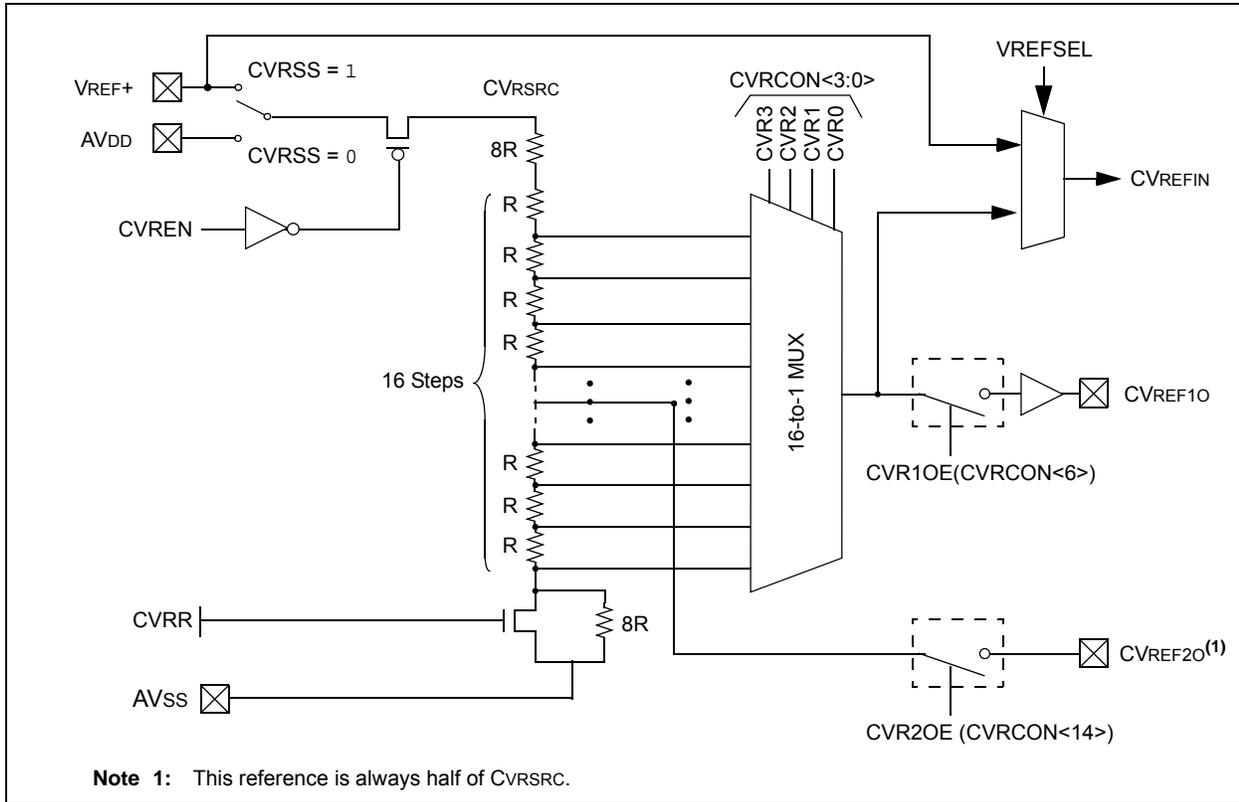 VREFSEL
CVRSS = 1
VREF+
CVRCON<3:0>
CVRSRC
CVR3
CVR2
CVR1
CVR0
AVDD
CVRSS = 0
8R
CVREFIN
R
CVREN
R
R
R
16 Steps
16-to-1 MUX
CVREF1O
CVR1OE(CVRCON<6>)
R
R
R
CVRR
8R
CVREF2O(1)
AVSS
CVR2OE (CVRCON<14>)
Note 1: This reference is always half of CVRSRC.